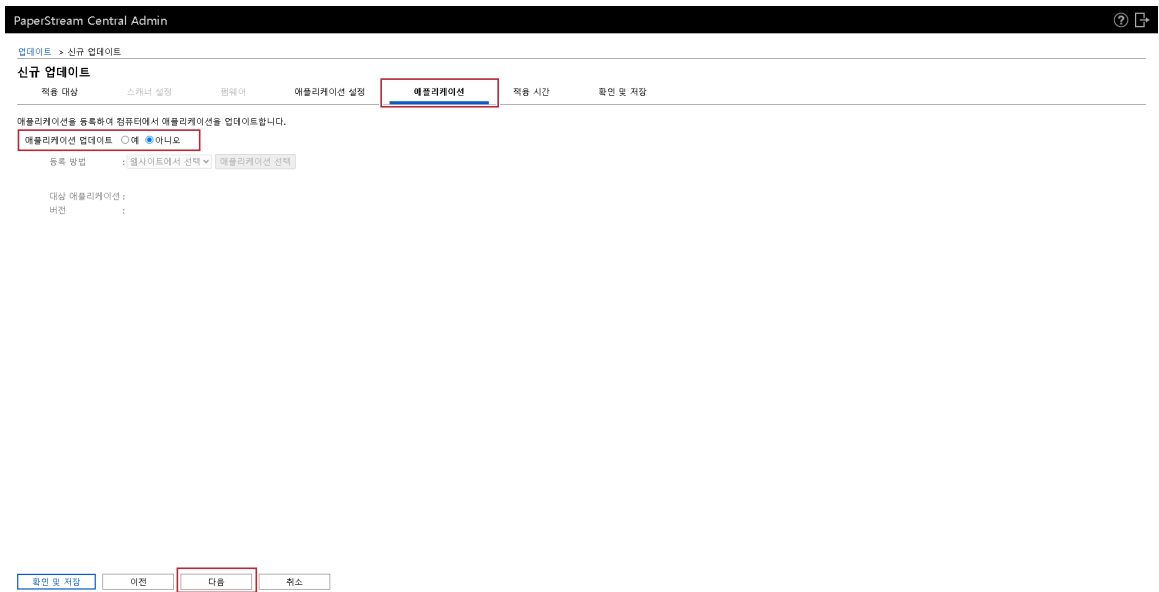 PaperStream Central Admin
업데이트 > 신규 업데이트
신규 업데이트
적용 대상 스캐너 설정 펌웨어 애플리케이션 설정 애플리케이션 적용 시간 확인 및 저장
애플리케이션을 등록하여 컴퓨터에서 애플리케이션을 업데이트합니다.
애플리케이션 업데이트 예 아니오
등록 방법 : 웹사이트에서 선택 애플리케이션 선택
대상 애플리케이션 :
버전 :
확인 및 저장 이전 다음 취소